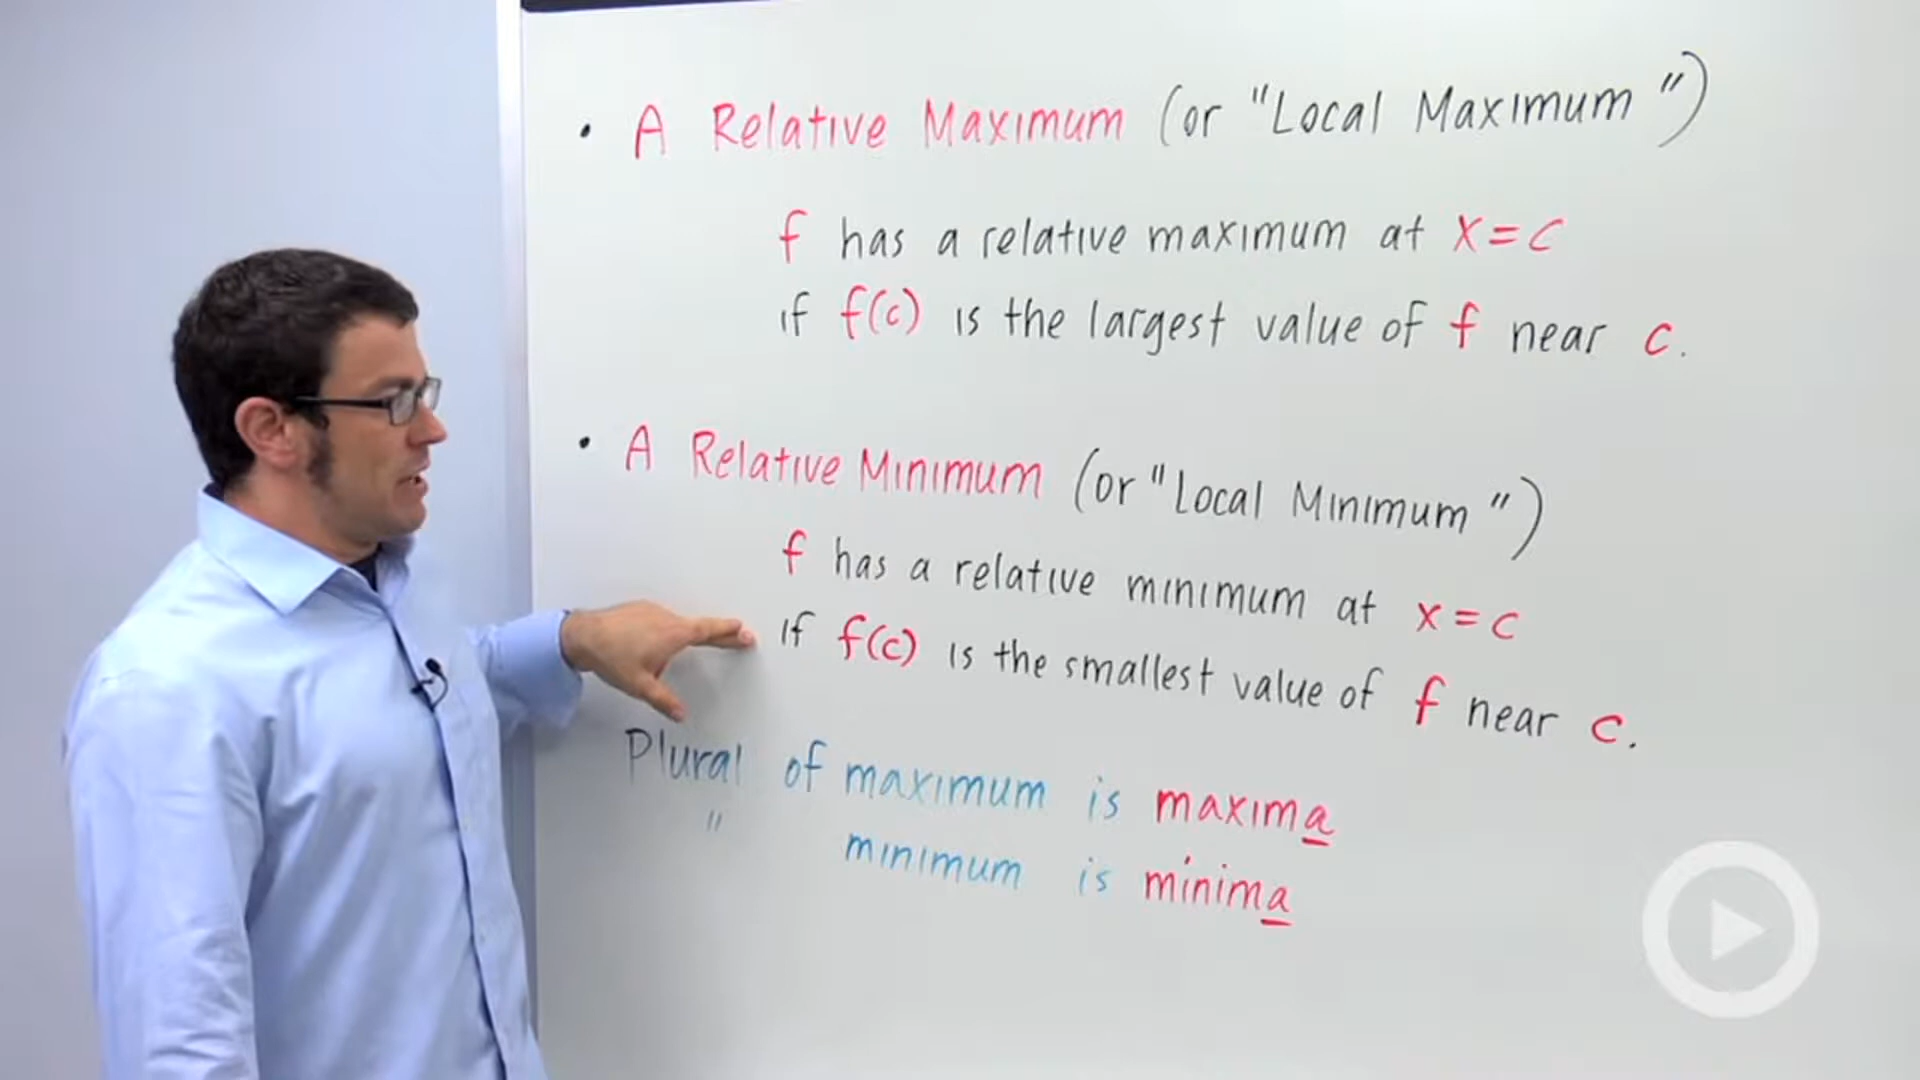 • A Relative Maximum (or "Local Maximum")
f has a relative maximum at x=c
if f(c) is the largest value of f near c.
• A Relative Minimum (or "Local Minimum")
f has a relative minimum at x=c
if f(c) is the smallest value of f near c.
Plural of maximum is maxima
" minimum is minima